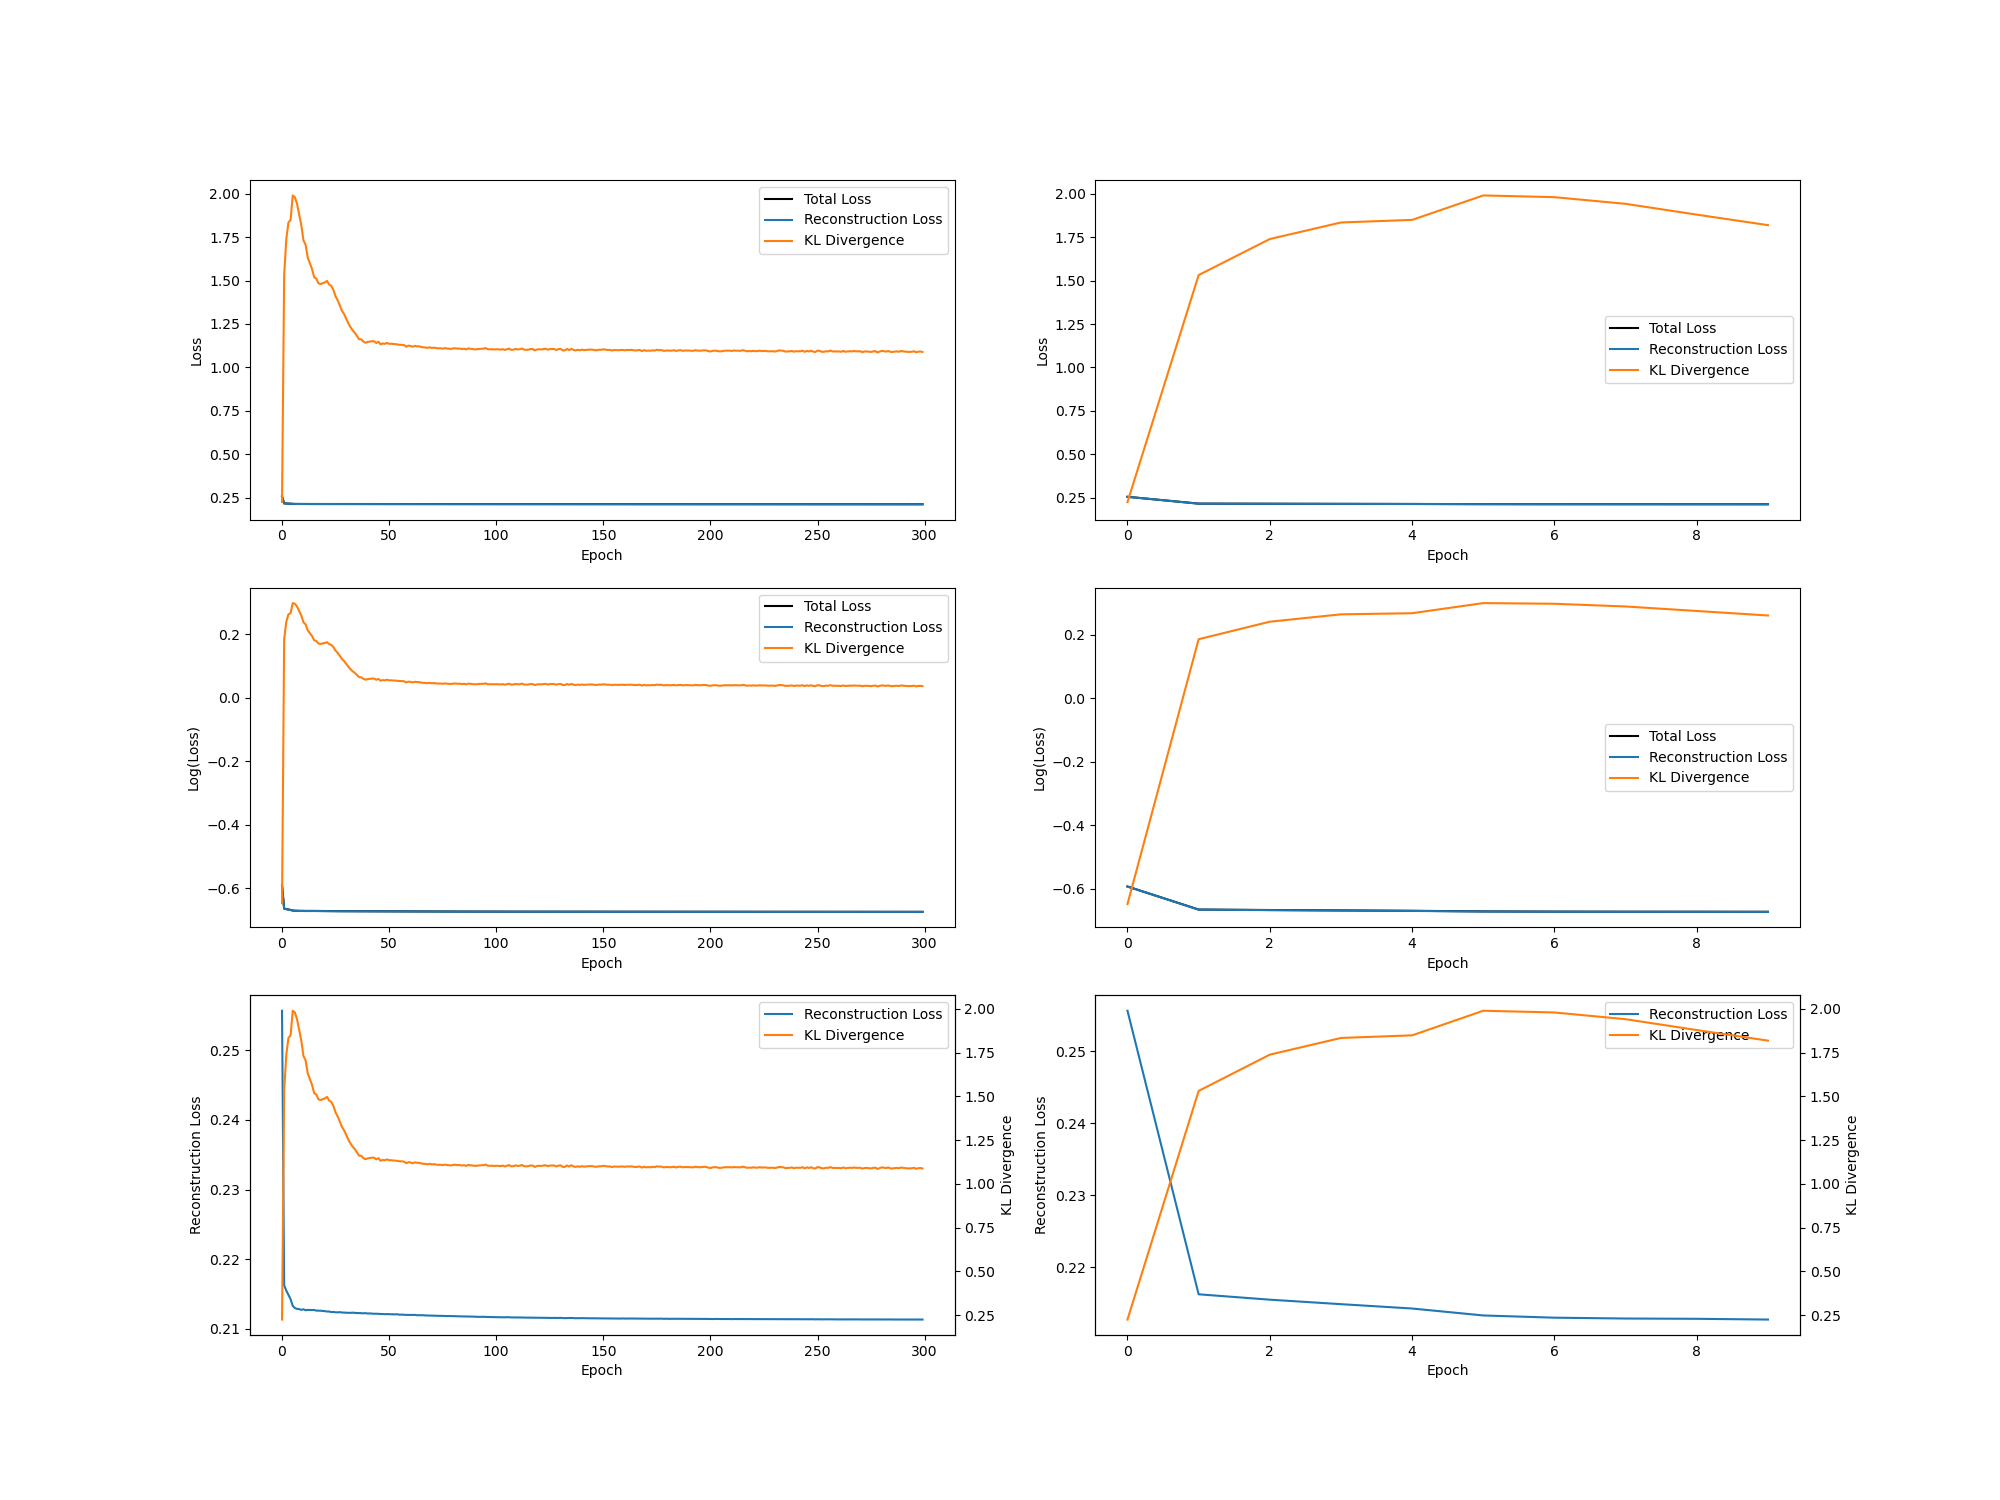 2.00
1.75
1.50
1.25
1.00
0.75
0.50
0.25
Loss
0 50 100 150 200 250 300
Epoch
Total Loss
Reconstruction Loss
KL Divergence
2.00
1.75
1.50
1.25
1.00
0.75
0.50
0.25
Loss
0 2 4 6 8
Epoch
Total Loss
Reconstruction Loss
KL Divergence
0.2
0.0
−0.2
−0.4
−0.6
Log(Loss)
0 50 100 150 200 250 300
Epoch
Total Loss
Reconstruction Loss
KL Divergence
0.2
0.0
−0.2
−0.4
−0.6
Log(Loss)
0 2 4 6 8
Epoch
Total Loss
Reconstruction Loss
KL Divergence
0.25
0.24
0.23
0.22
0.21
Reconstruction Loss
0 50 100 150 200 250 300
Epoch
Reconstruction Loss
KL Divergence
2.00
1.75
1.50
1.25
1.00
0.75
0.50
0.25
KL Divergence
0.25
0.24
0.23
0.22
Reconstruction Loss
0 2 4 6 8
Epoch
Reconstruction Loss
KL Divergence
2.00
1.75
1.50
1.25
1.00
0.75
0.50
0.25
KL Divergence